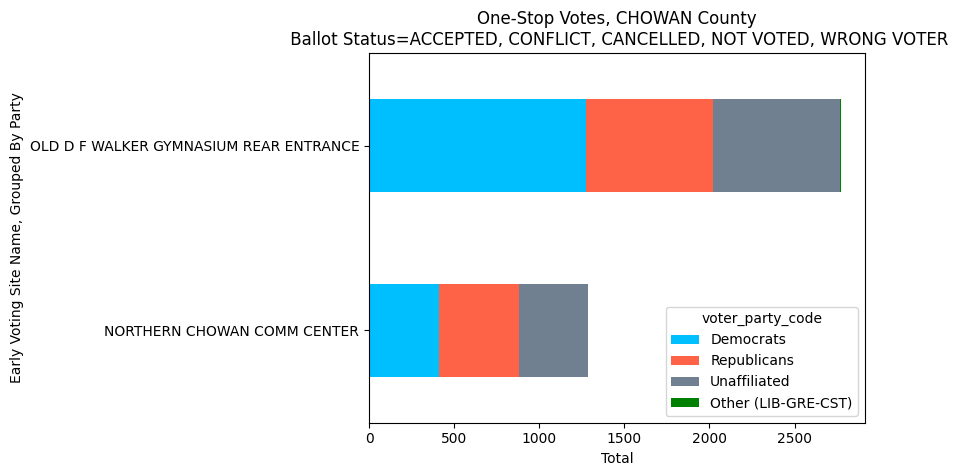 One-Stop Votes, CHOWAN County
Ballot Status=ACCEPTED, CONFLICT, CANCELLED, NOT VOTED, WRONG VOTER
Early Voting Site Name, Grouped By Party
OLD D F WALKER GYMNASIUM REAR ENTRANCE
NORTHERN CHOWAN COMM CENTER
voter_party_code
Democrats
Republicans
Unaffiliated
Other (LIB-GRE-CST)
0 500 1000 1500 2000 2500
Total